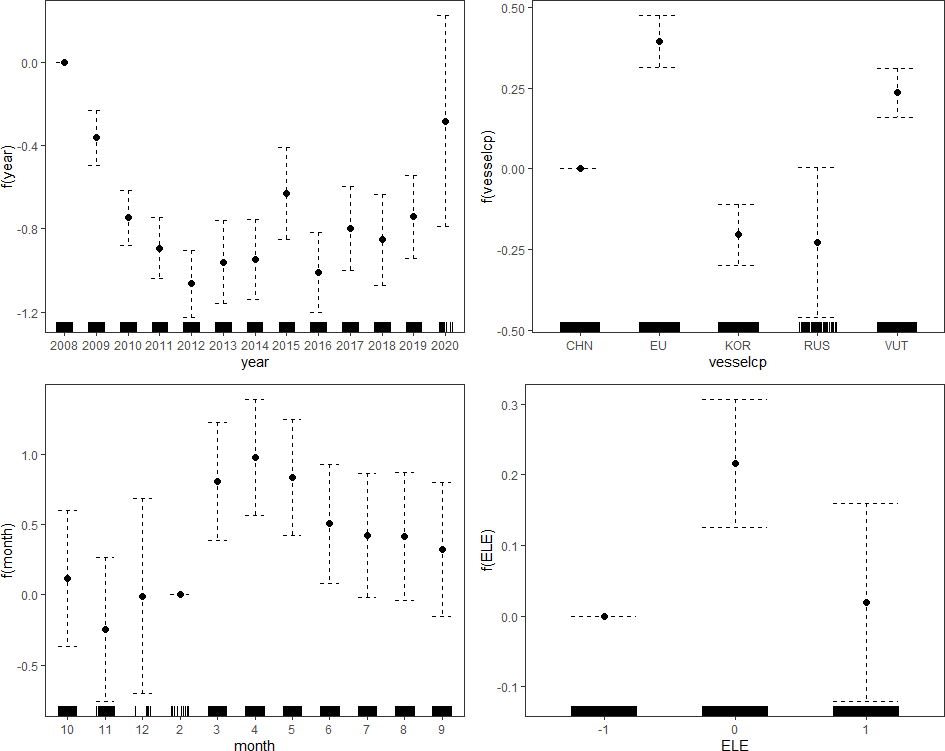 f(year)
0.0
-0.4
-0.8
-1.2
2008 2009 2010 2011 2012 2013 2014 2015 2016 2017 2018 2019 2020
year
f(vesselcp)
0.50
0.25
0.00
-0.25
-0.50
CHN EU KOR RUS VUT
vesselcp
f(month)
1.0
0.5
0.0
-0.5
10 11 12 2 3 4 5 6 7 8 9
month
f(ELE)
0.3
0.2
0.1
0.0
-0.1
-1 0 1
ELE